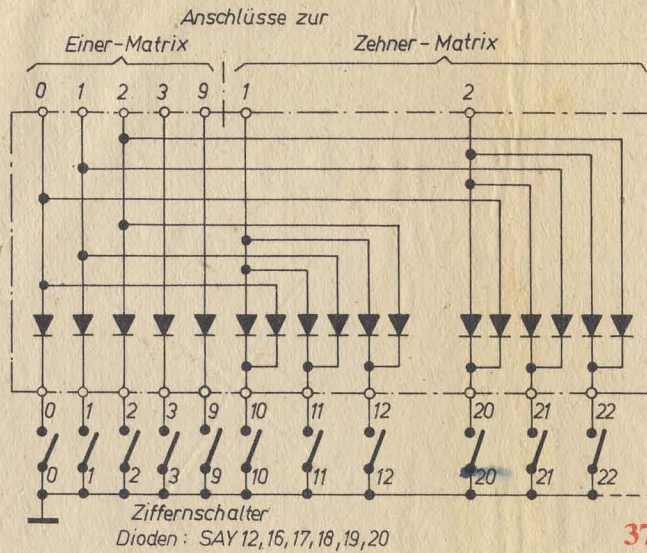 Anschlüsse zur
Einer-Matrix Zehner-Matrix
0 1 2 3 9 1 2
0 1 2 3 9 10 11 12 20 21 22
0 1 2 3 9 10 11 12 20 21 22
Ziffernschalter
Dioden: SAY 12,16,17,18,19,20
37